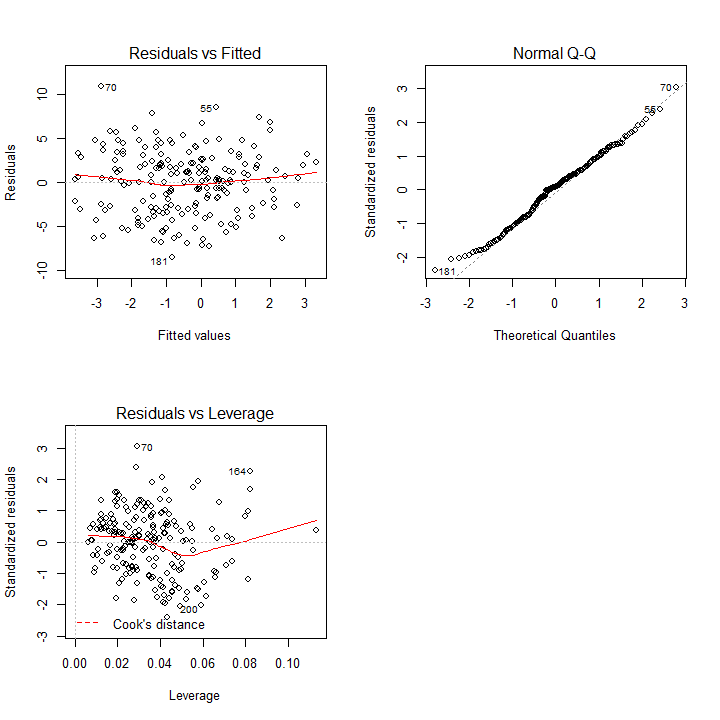 Residuals vs Fitted
Residuals
10
5
0
-5
-10
70
55
181
-3 -2 -1 0 1 2 3
Fitted values
Normal Q-Q
Standardized residuals
3
2
1
0
-1
-2
70
55
181
-3 -2 -1 0 1 2 3
Theoretical Quantiles
Residuals vs Leverage
Standardized residuals
3
2
1
0
-1
-2
-3
70
164
200
Cook's distance
0.00 0.02 0.04 0.06 0.08 0.10
Leverage